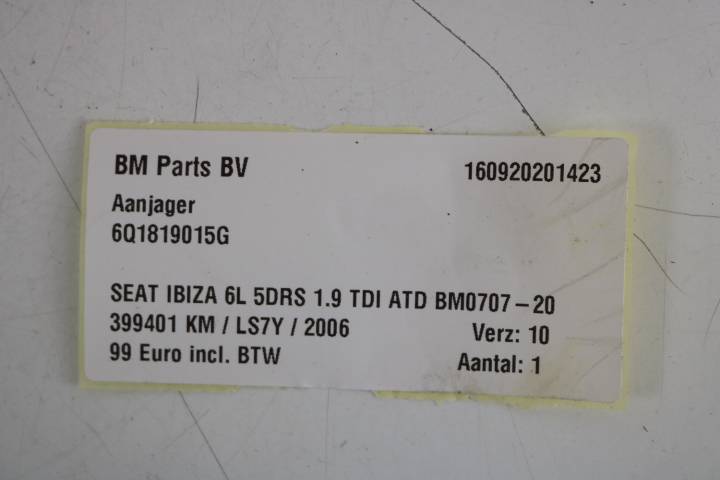 BM Parts BV 160920201423
Aanjager
6Q1819015G
SEAT IBIZA 6L 5DRS 1.9 TDI ATD BM0707-20
399401 KM / LS7Y / 2006 Verz: 10
99 Euro incl. BTW Aantal: 1